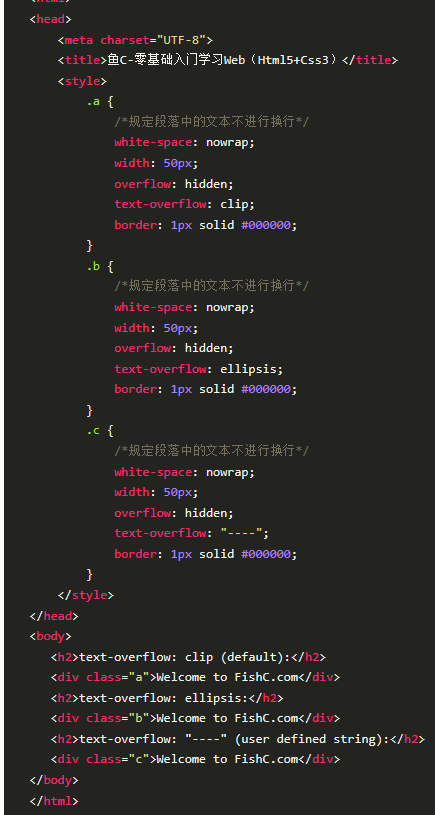 <html>
<head>
<meta charset="UTF-8">
<title>鱼C-零基础入门学习Web（Html5+Css3）</title>
<style>
.a {
/*规定段落中的文本不进行换行*/
white-space: nowrap;
width: 50px;
overflow: hidden;
text-overflow: clip;
border: 1px solid #000000;
}
.b {
/*规定段落中的文本不进行换行*/
white-space: nowrap;
width: 50px;
overflow: hidden;
text-overflow: ellipsis;
border: 1px solid #000000;
}
.c {
/*规定段落中的文本不进行换行*/
white-space: nowrap;
width: 50px;
overflow: hidden;
text-overflow: "----";
border: 1px solid #000000;
}
</style>
</head>
<body>
<h2>text-overflow: clip (default):</h2>
<div class="a">Welcome to FishC.com</div>
<h2>text-overflow: ellipsis:</h2>
<div class="b">Welcome to FishC.com</div>
<h2>text-overflow: "----" (user defined string):</h2>
<div class="c">Welcome to FishC.com</div>
</body>
</html>